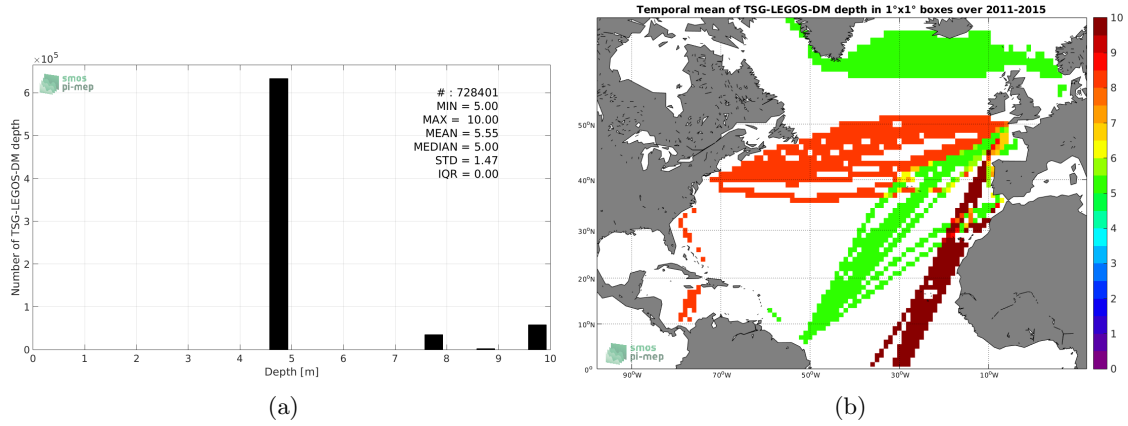 ×10^5
smos
pi-mep
# : 728401
MIN = 5.00
MAX = 10.00
MEAN = 5.55
MEDIAN = 5.00
STD = 1.47
IQR = 0.00
Number of TSG-LEGOS-DM depth
6
5
4
3
2
1
0
0 1 2 3 4 5 6 7 8 9 10
Depth [m]
(a)
Temporal mean of TSG-LEGOS-DM depth in 1°x1° boxes over 2011-2015
50°N
40°N
30°N
20°N
10°N
0°
90°W 70°W 50°W 30°W 10°W
smos
pi-mep
10
9
8
7
6
5
4
3
2
1
0
(b)